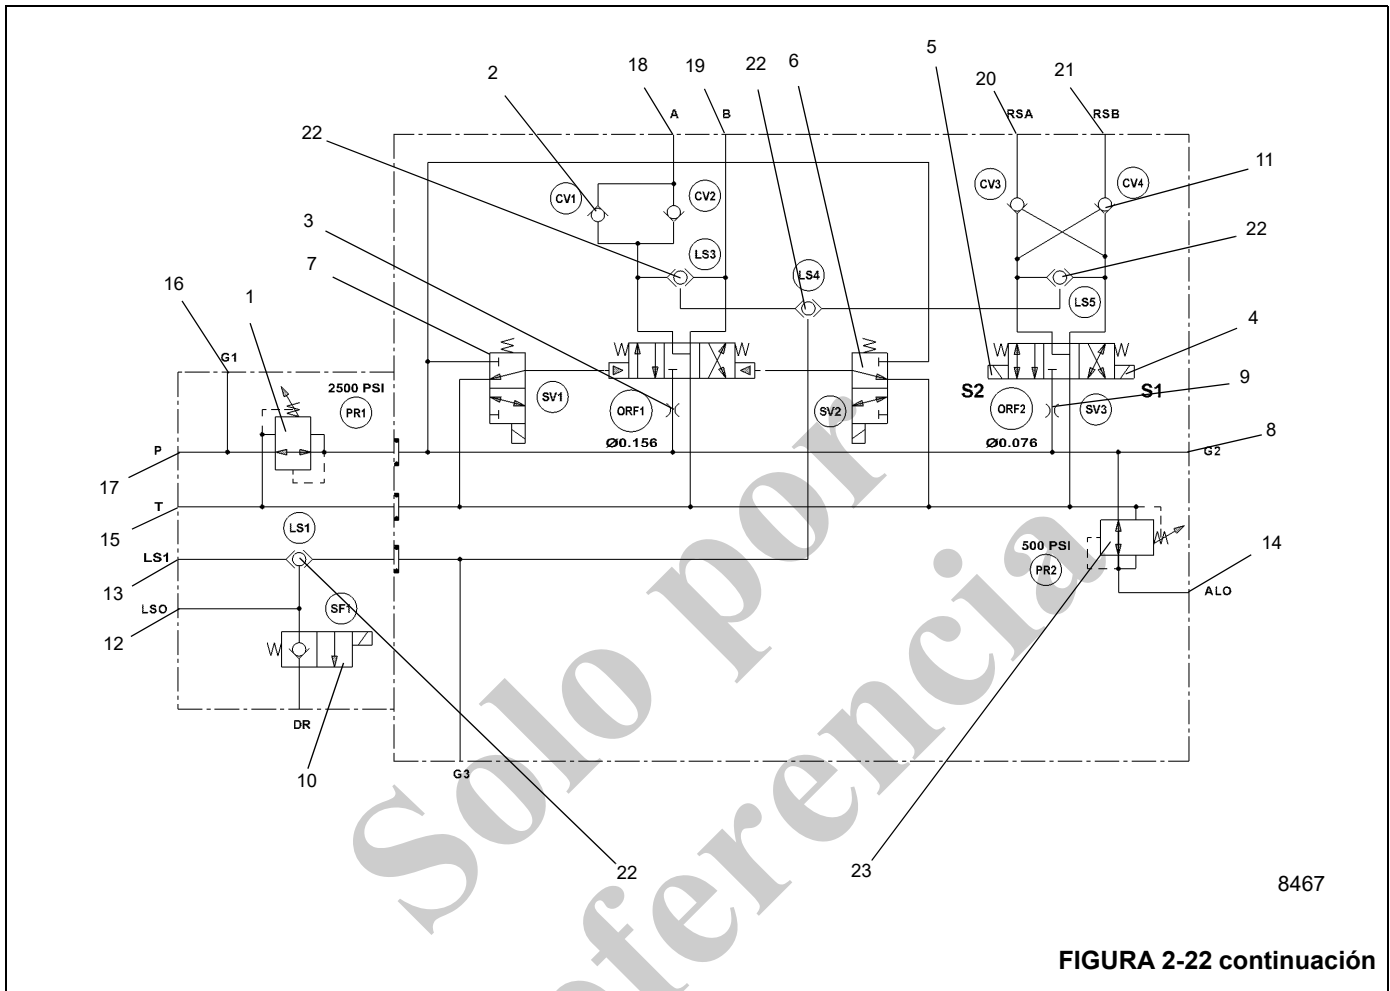 18
19
22
6
5
20
21
2
A
B
RSA
RSB
22
11
CV1
CV2
CV3
CV4
3
22
LS3
7
LS4
LS5
16
1
4
G1
2500 PSI
PR1
SV1
ORF1
SV2
S2
ORF2
SV3
S1
9
Ø0.156
Ø0.076
8
P
G2
17
T
LS1
15
500 PSI
14
LS1
PR2
13
LSO
SF1
ALO
12
DR
10
G3
22
23
8467
Solo por
referencia
FIGURA 2-22 continuación